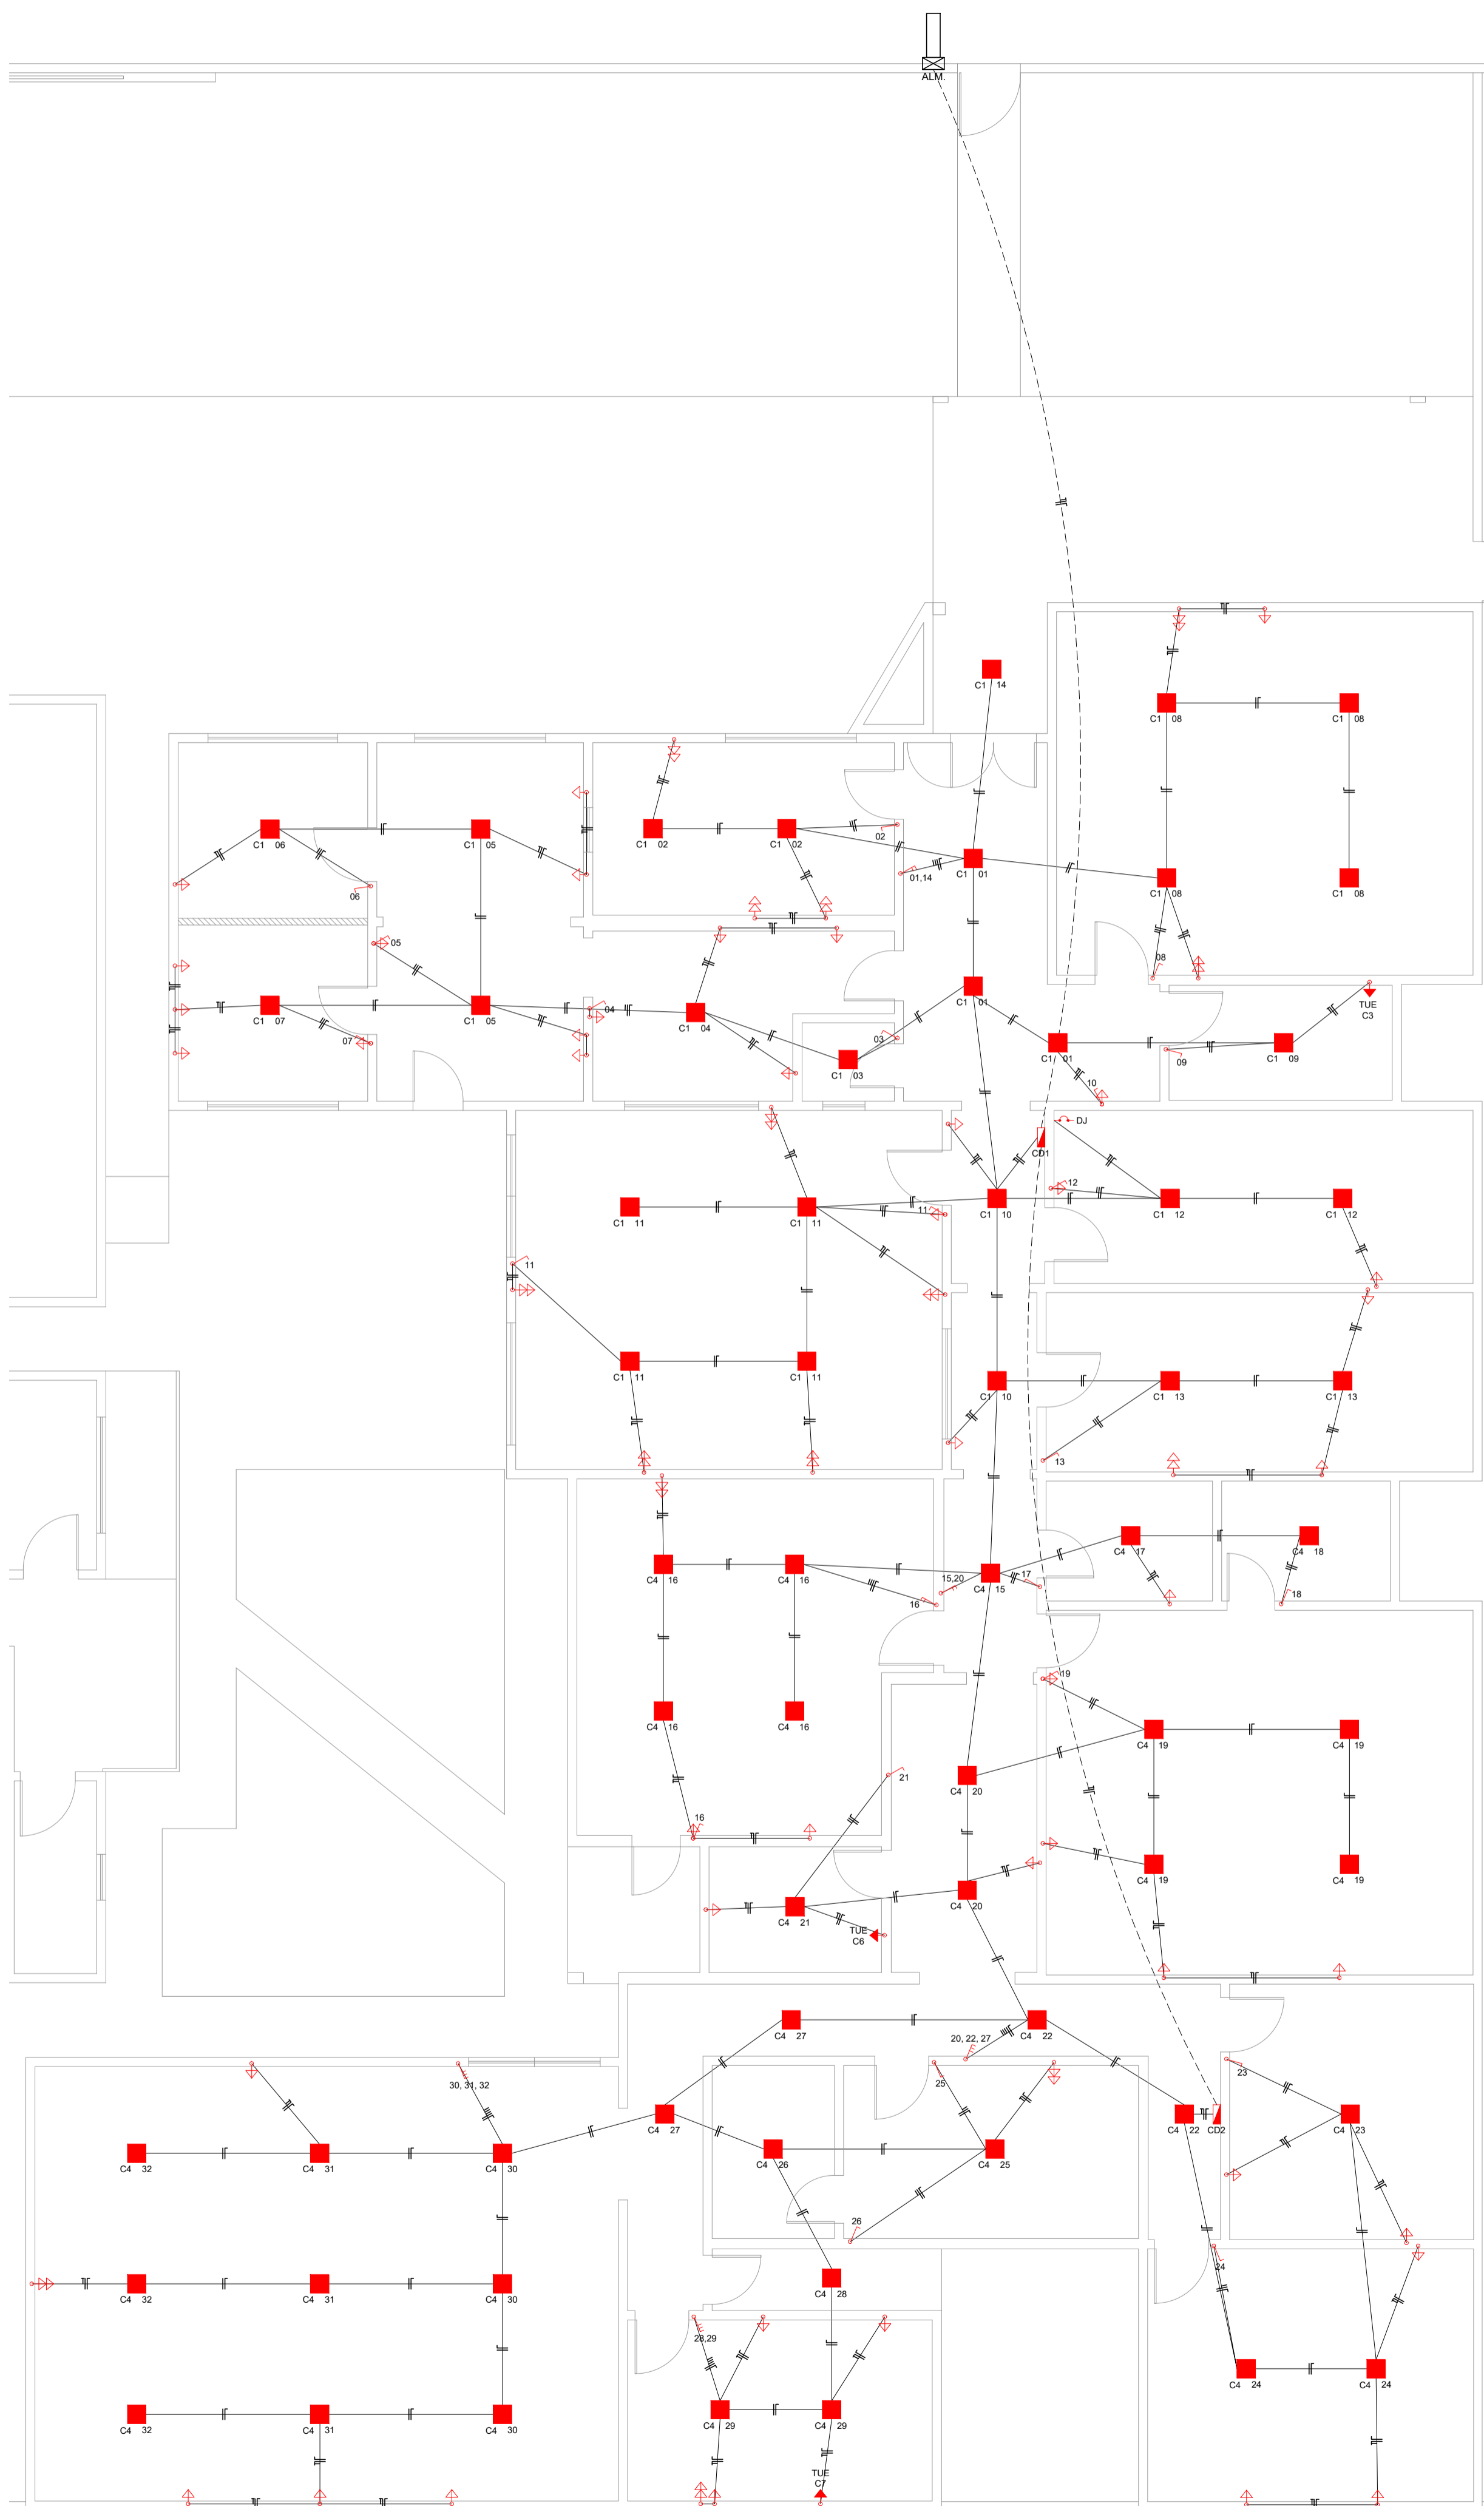 ALM.
C1 14
C1 08
C1 08
C1 06
C1 05
C1 02
C1 02
02
C1 01
01,14
C1 08
C1 08
06
05
08
C1 07
C1 05
04
C1 04
C1 01
TUE
C3
07
03
C1 03
C1 01
09
C1 09
10
DJ
CD1
12
C1 11
C1 11
11
C1 10
C1 12
C1 12
11
C1 11
C1 11
C1 10
C1 13
C1 13
13
C4 17
C4 18
C4 16
C4 16
15,20
C4 15
17
16
18
19
C4 16
C4 16
C4 19
C4 19
21
C4 20
16
C4 19
C4 19
C4 21
C4 20
TUE
C6
C4 27
C4 22
20, 22, 27
30, 31, 32
25
23
C4 27
C4 22
CD2
C4 23
C4 32
C4 31
C4 30
C4 26
C4 25
26
24
C4 32
C4 31
C4 30
C4 28
28,29
C4 24
C4 24
C4 32
C4 31
C4 30
C4 29
C4 29
TUE
C7